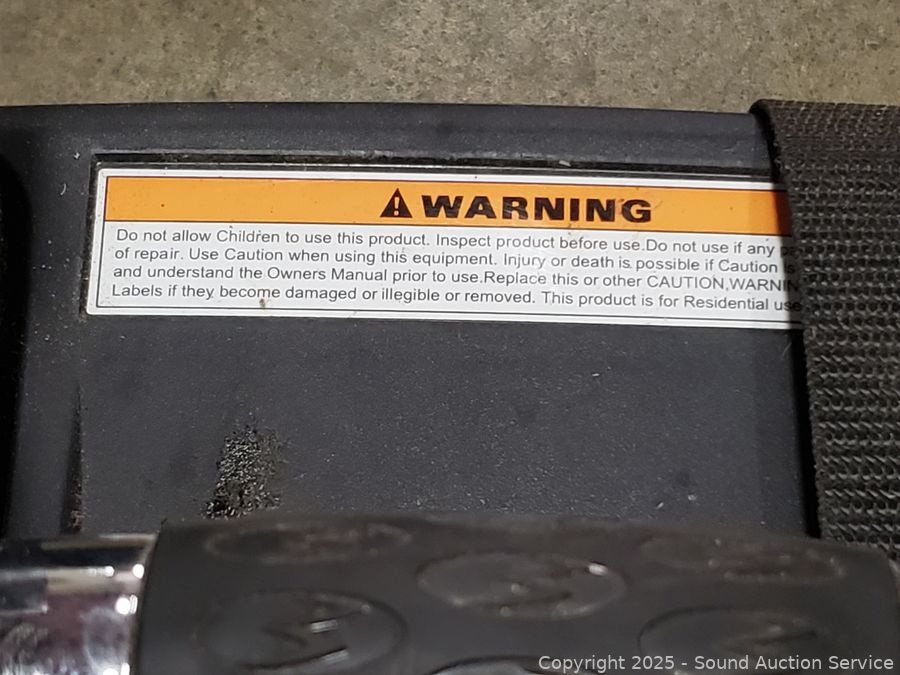 WARNING
Do not allow Children to use this product. Inspect product before use.Do not use if any
of repair. Use Caution when using this equipment. Injury or death is possible if Caution
and understand the Owners Manual prior to use.Replace this or other CAUTION,WARNIN
Labels if they become damaged or illegible or removed. This product is for Residential use
Copyright © 2025 - Sound Auction Service